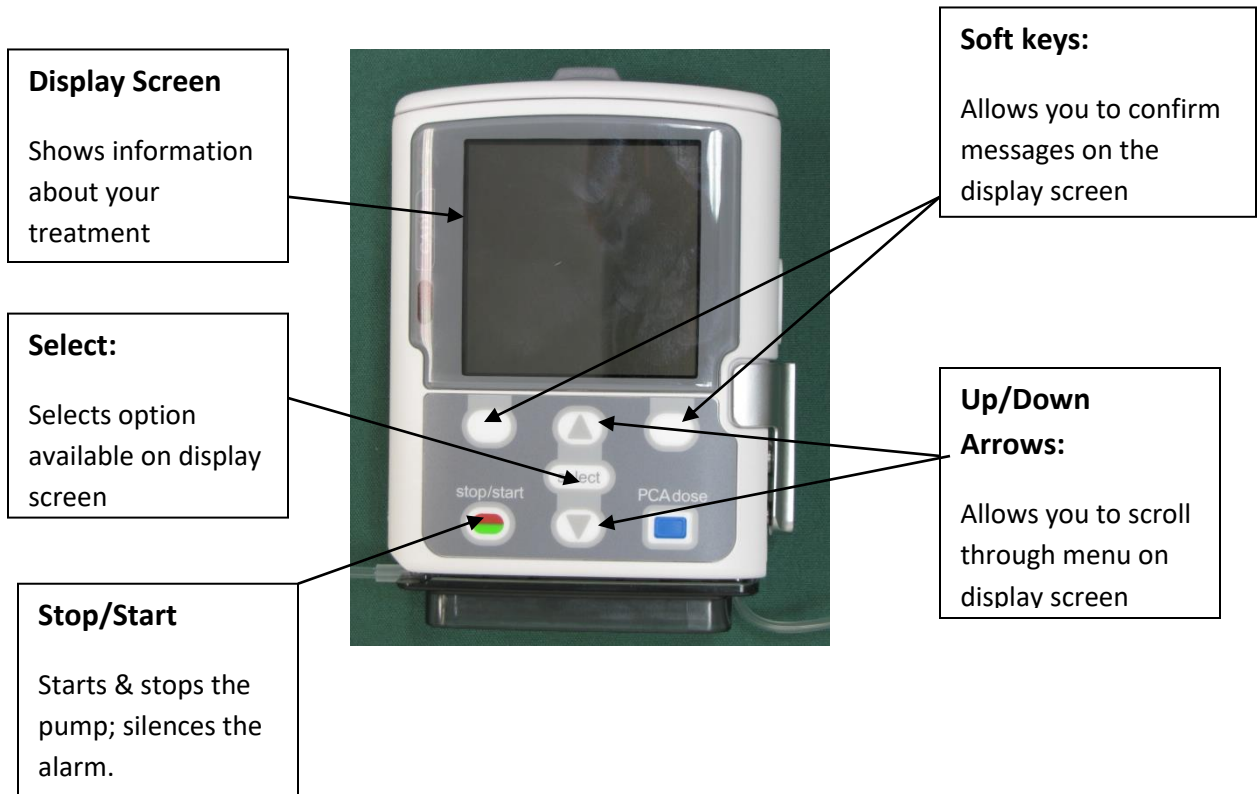 Display Screen
Shows information
about your
treatment
Select:
Selects option
available on display
screen
Stop/Start
Starts & stops the
pump; silences the
alarm.
stop/start
Select
PCA dose
Soft keys:
Allows you to confirm
messages on the
display screen
Up/Down
Arrows:
Allows you to scroll
through menu on
display screen